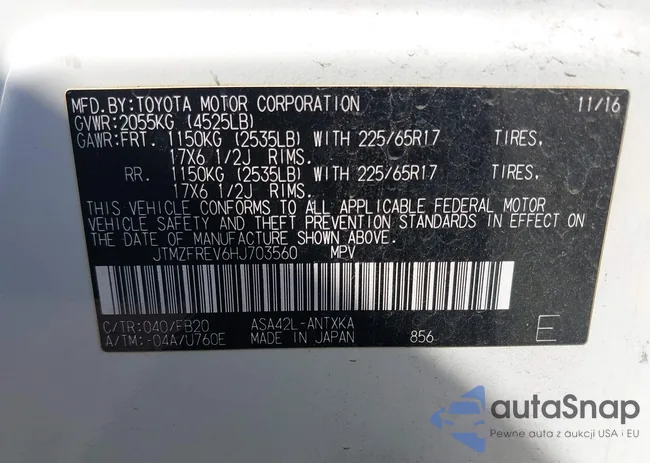 MFD.BY:TOYOTA MOTOR CORPORATION 11/16
GVWR:2055KG (4525LB)
GAWR:FRT. 1150KG (2535LB) WITH 225/65R17 TIRES,
17X6 1/2J RIMS.
RR. 1150KG (2535LB) WITH 225/65R17 TIRES,
17X6 1/2J RIMS.
THIS VEHICLE CONFORMS TO ALL APPLICABLE FEDERAL MOTOR
VEHICLE SAFETY AND THEFT PREVENTION STANDARDS IN EFFECT ON
THE DATE OF MANUFACTURE SHOWN ABOVE.
JTMZFREV6HJ703560 MPV
C/TR:040/FB20 ASA42L-ANTXKA
A/TM:-04A/U760E MADE IN JAPAN 856 E
autoSnap
Pewne auta z aukcji USA i EU